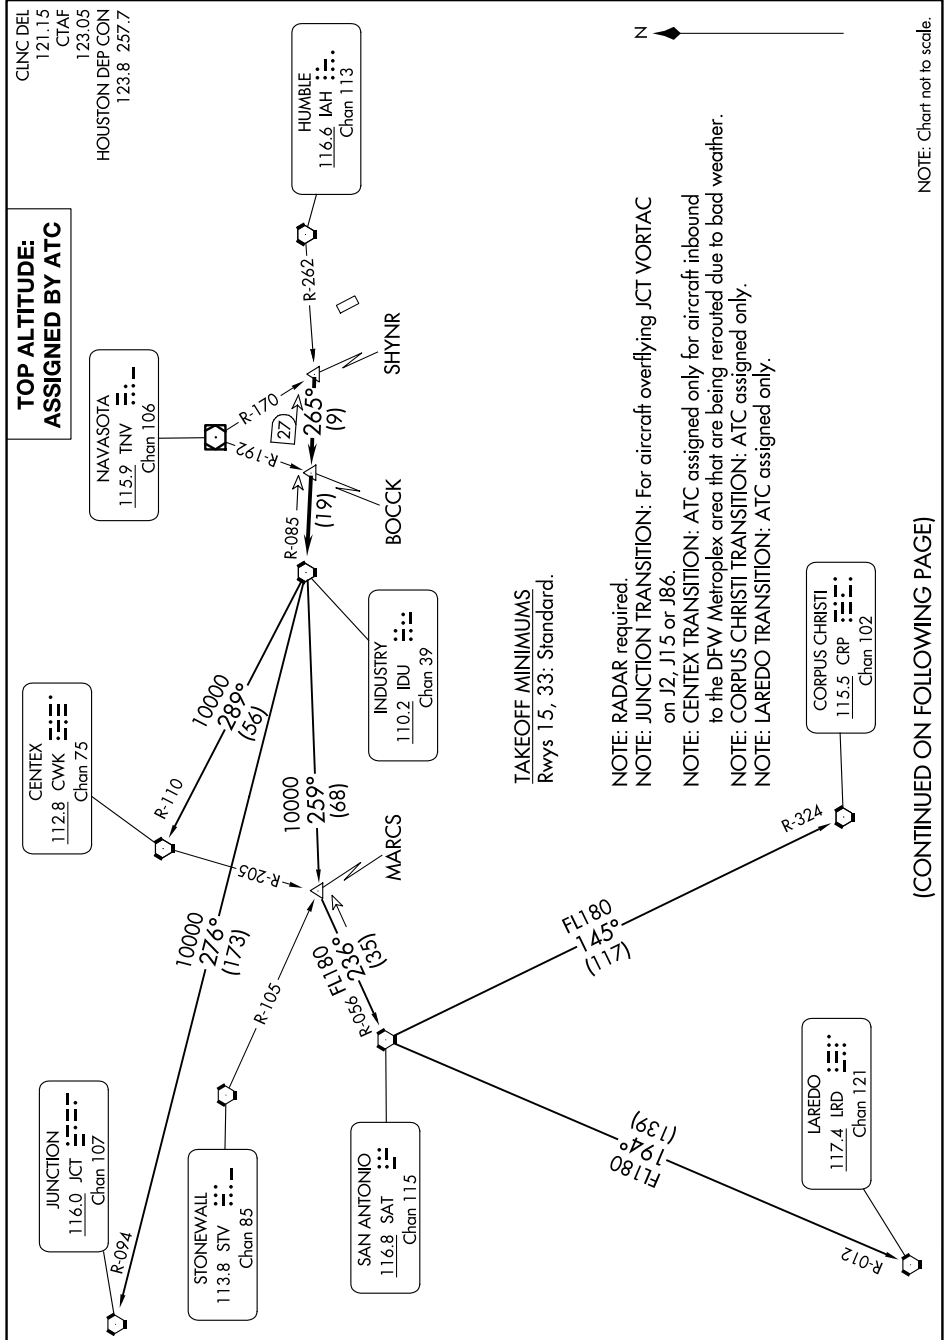 CLNC DEL
121.15
CTAF
123.05
HOUSTON DEP CON
123.8 257.7
TOP ALTITUDE:
ASSIGNED BY ATC
HUMBLE
116.6 IAH
Chan 113
NAVASOTA
115.9 TNV
Chan 106
R-262
SHYNR
R-170
R-192
27
265°
(9)
BOCCK
R-085
(19)
INDUSTRY
110.2 IDU
Chan 39
CENTEX
112.8 CWK
Chan 75
R-110
10000
289°
(56)
10000
259°
(68)
R-205
MARCS
10000
276°
(173)
JUNCTION
116.0 JCT
Chan 107
R-094
STONEWALL
113.8 STV
Chan 85
R-105
FL180
236°
(35)
R-056
SAN ANTONIO
116.8 SAT
Chan 115
FL180
145°
(117)
R-324
CORPUS CHRISTI
115.5 CRP
Chan 102
FL180
194°
(139)
R-012
LAREDO
117.4 LRD
Chan 121
TAKEOFF MINIMUMS
Rwys 15, 33: Standard.
NOTE: RADAR required.
NOTE: JUNCTION TRANSITION: For aircraft overflying JCT VORTAC
on J2, J15 or J86.
NOTE: CENTEX TRANSITION: ATC assigned only for aircraft inbound
to the DFW Metroplex area that are being rerouted due to bad weather.
NOTE: CORPUS CHRISTI TRANSITION: ATC assigned only.
NOTE: LAREDO TRANSITION: ATC assigned only.
N
NOTE: Chart not to scale.
(CONTINUED ON FOLLOWING PAGE)